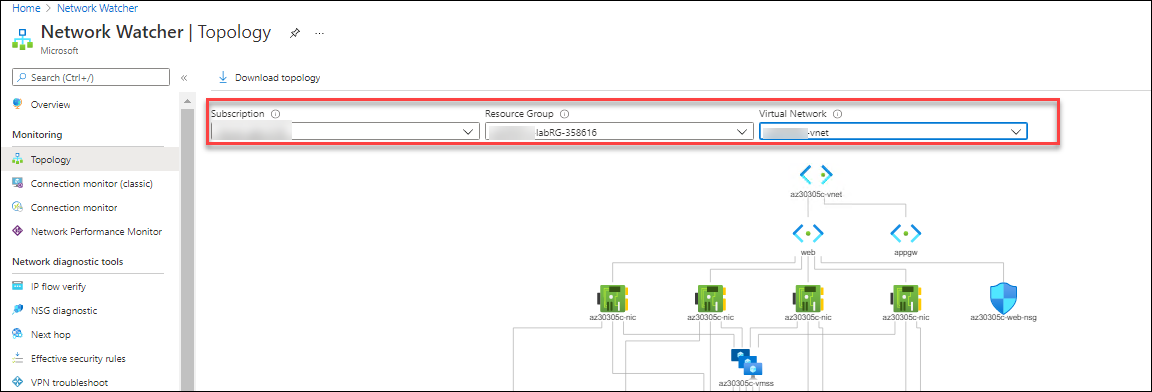 Home > Network Watcher
Network Watcher | Topology ...
Microsoft
Search (Ctrl+/) «
Overview
Monitoring
Topology
Connection monitor (classic)
Connection monitor
Network Performance Monitor
Network diagnostic tools
IP flow verify
NSG diagnostic
Next hop
Effective security rules
VPN troubleshoot
Download topology
Subscription Resource Group Virtual Network
labRG-358616 -vnet
az30305c-vnet
web appgw
az30305c-nic az30305c-nic az30305c-nic az30305c-nic az30305c-web-nsg
az30305c-vmss